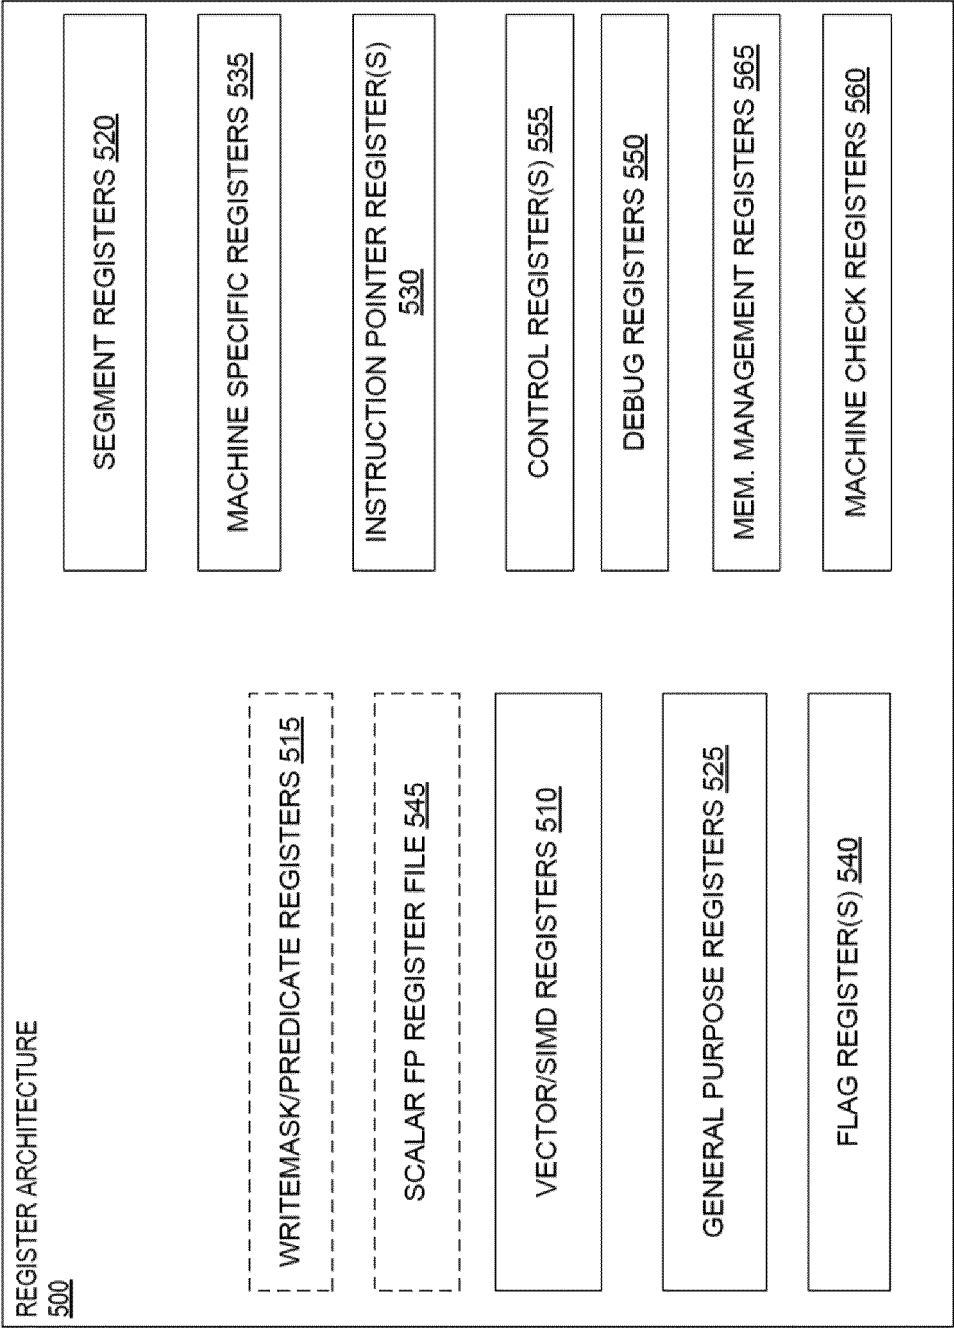 REGISTER ARCHITECTURE
500
WRITEMASK/PREDICATE REGISTERS 515
SCALAR FP REGISTER FILE 545
VECTOR/SIMD REGISTERS 510
GENERAL PURPOSE REGISTERS 525
FLAG REGISTER(S) 540
SEGMENT REGISTERS 520
MACHINE SPECIFIC REGISTERS 535
INSTRUCTION POINTER REGISTER(S)
530
CONTROL REGISTER(S) 555
DEBUG REGISTERS 550
MEM. MANAGEMENT REGISTERS 565
MACHINE CHECK REGISTERS 560